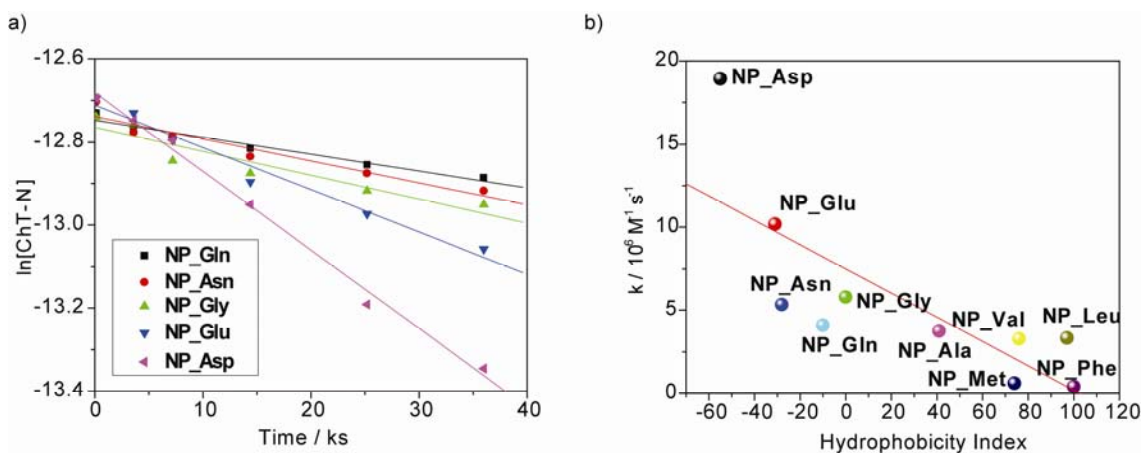 a)
b)
-12.6
-12.8
-13.0
-13.2
-13.4
ln[ChT-N]
NP_Gln
NP_Asn
NP_Gly
NP_Glu
NP_Asp
0 10 20 30 40
Time / ks
20
15
10
5
0
k / 10⁶ M⁻¹ s⁻¹
NP_Asp
NP_Glu
NP_Asn
NP_Gly
NP_Gln
NP_Ala
NP_Val
NP_Leu
NP_Met
NP_Phe
-60 -40 -20 0 20 40 60 80 100 120
Hydrophobicity Index